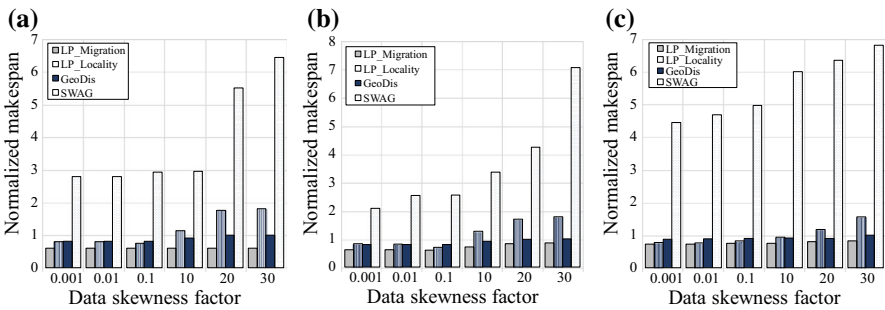 (a)
Normalized makespan
7
6
5
4
3
2
1
0
LP_Migration
LP_Locality
GeoDis
SWAG
0.001 0.01 0.1 10 20 30
Data skewness factor
(b)
Normalized makespan
8
7
6
5
4
3
2
1
0
LP_Migration
LP_Locality
GeoDis
SWAG
0.001 0.01 0.1 10 20 30
Data skewness factor
(c)
Normalized makespan
7
6
5
4
3
2
1
0
LP_Migration
LP_Locality
GeoDis
SWAG
0.001 0.01 0.1 10 20 30
Data skewness factor